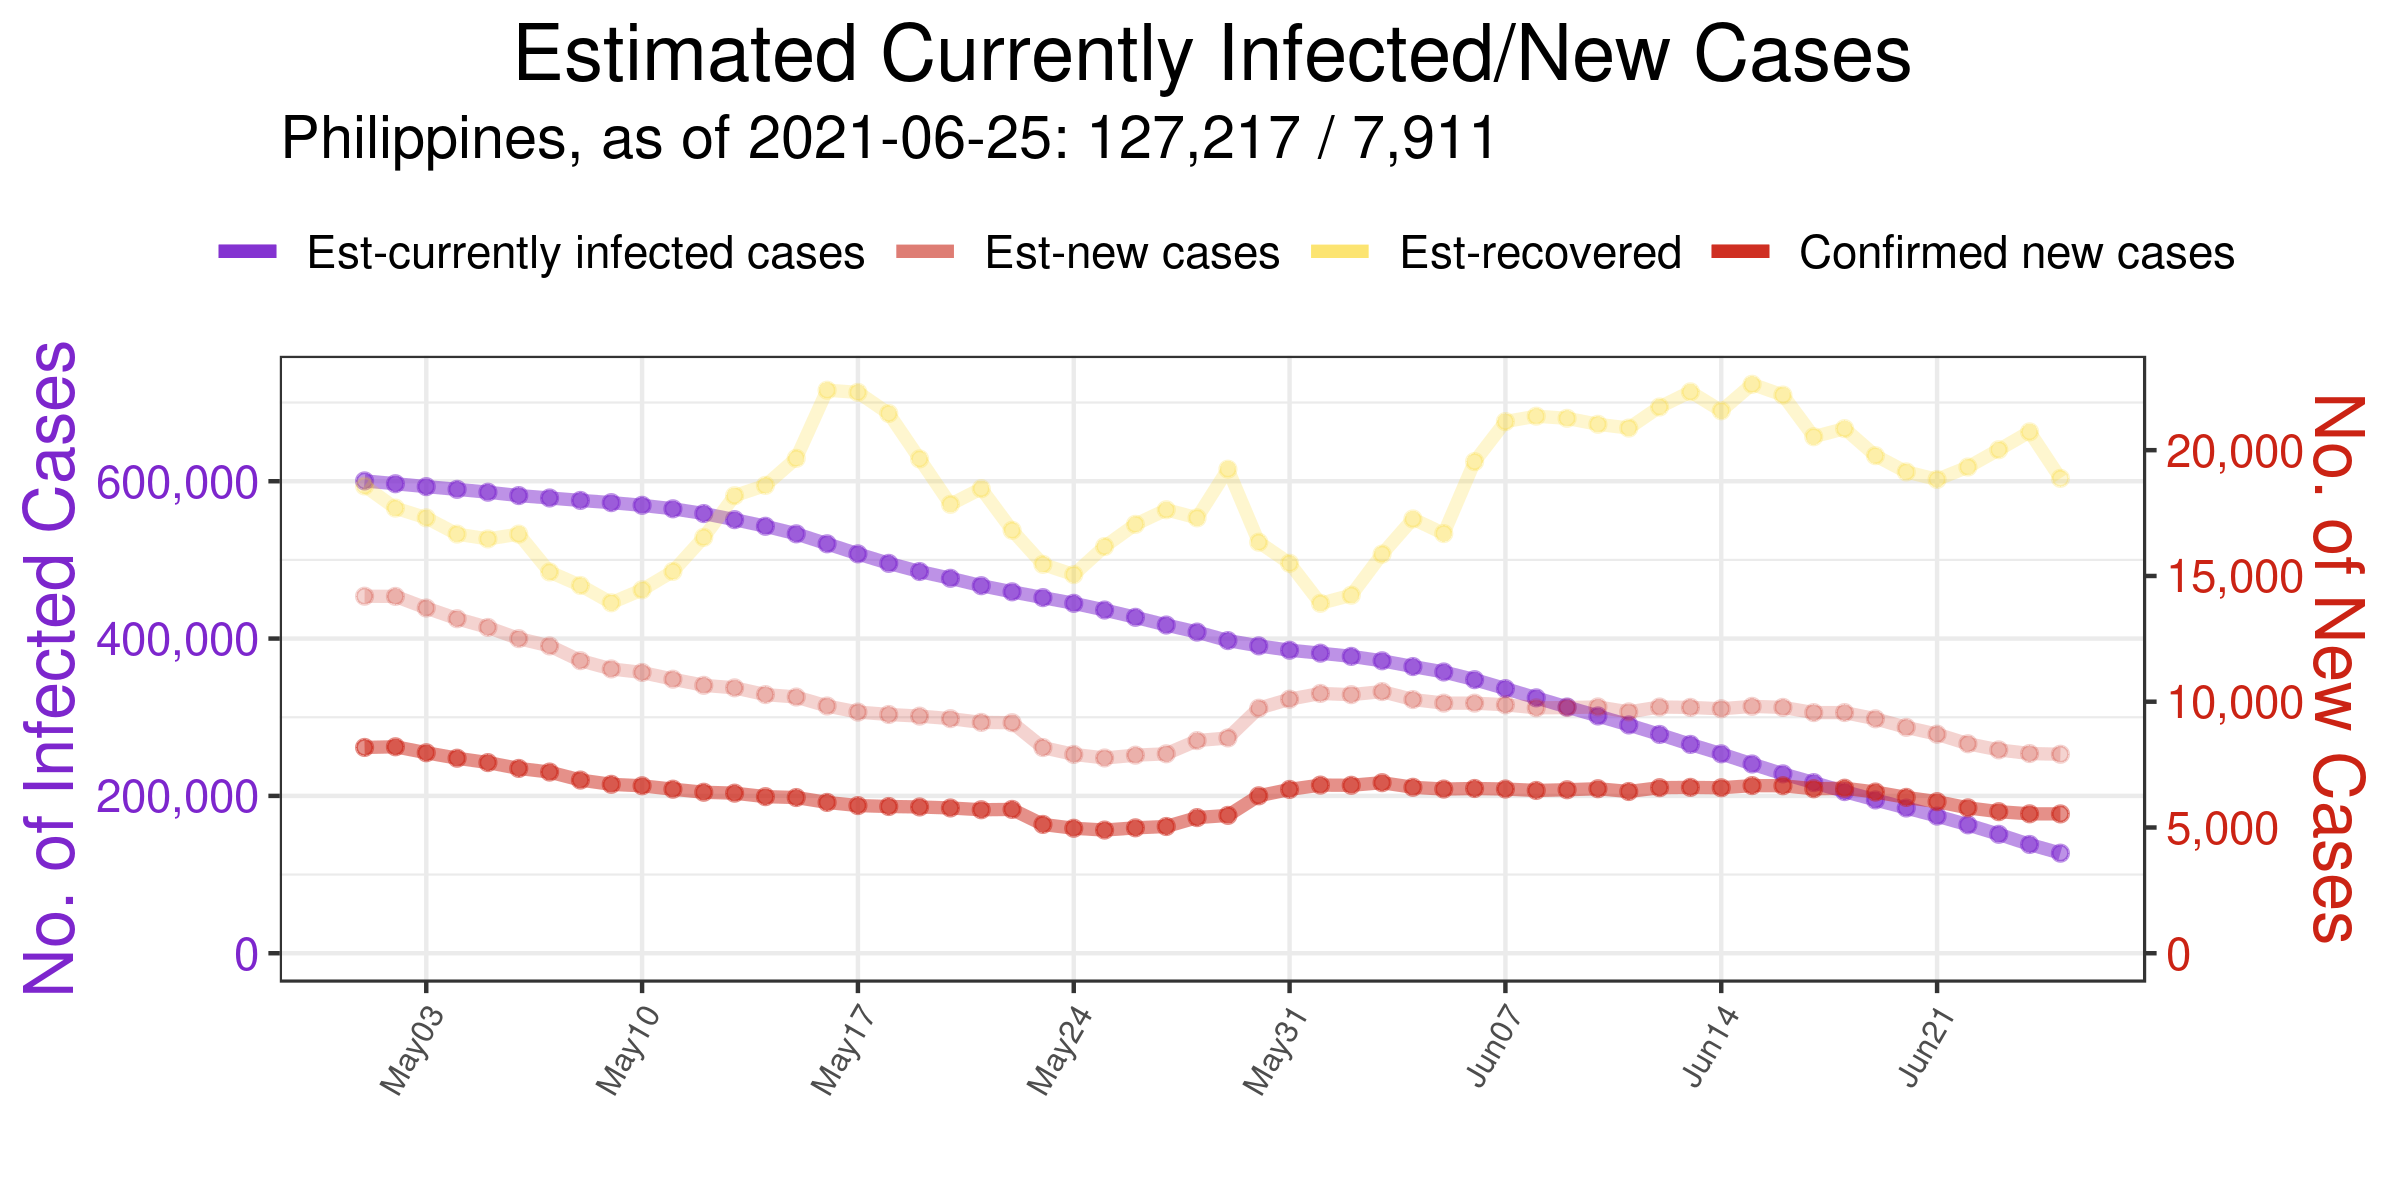 Estimated Currently Infected/New Cases
Philippines, as of 2021-06-25: 127,217 / 7,911
Est-currently infected cases Est-new cases Est-recovered Confirmed new cases
No. of Infected Cases
600,000
400,000
200,000
0
No. of New Cases
20,000
15,000
10,000
5,000
0
May03 May10 May17 May24 May31 Jun07 Jun14 Jun21